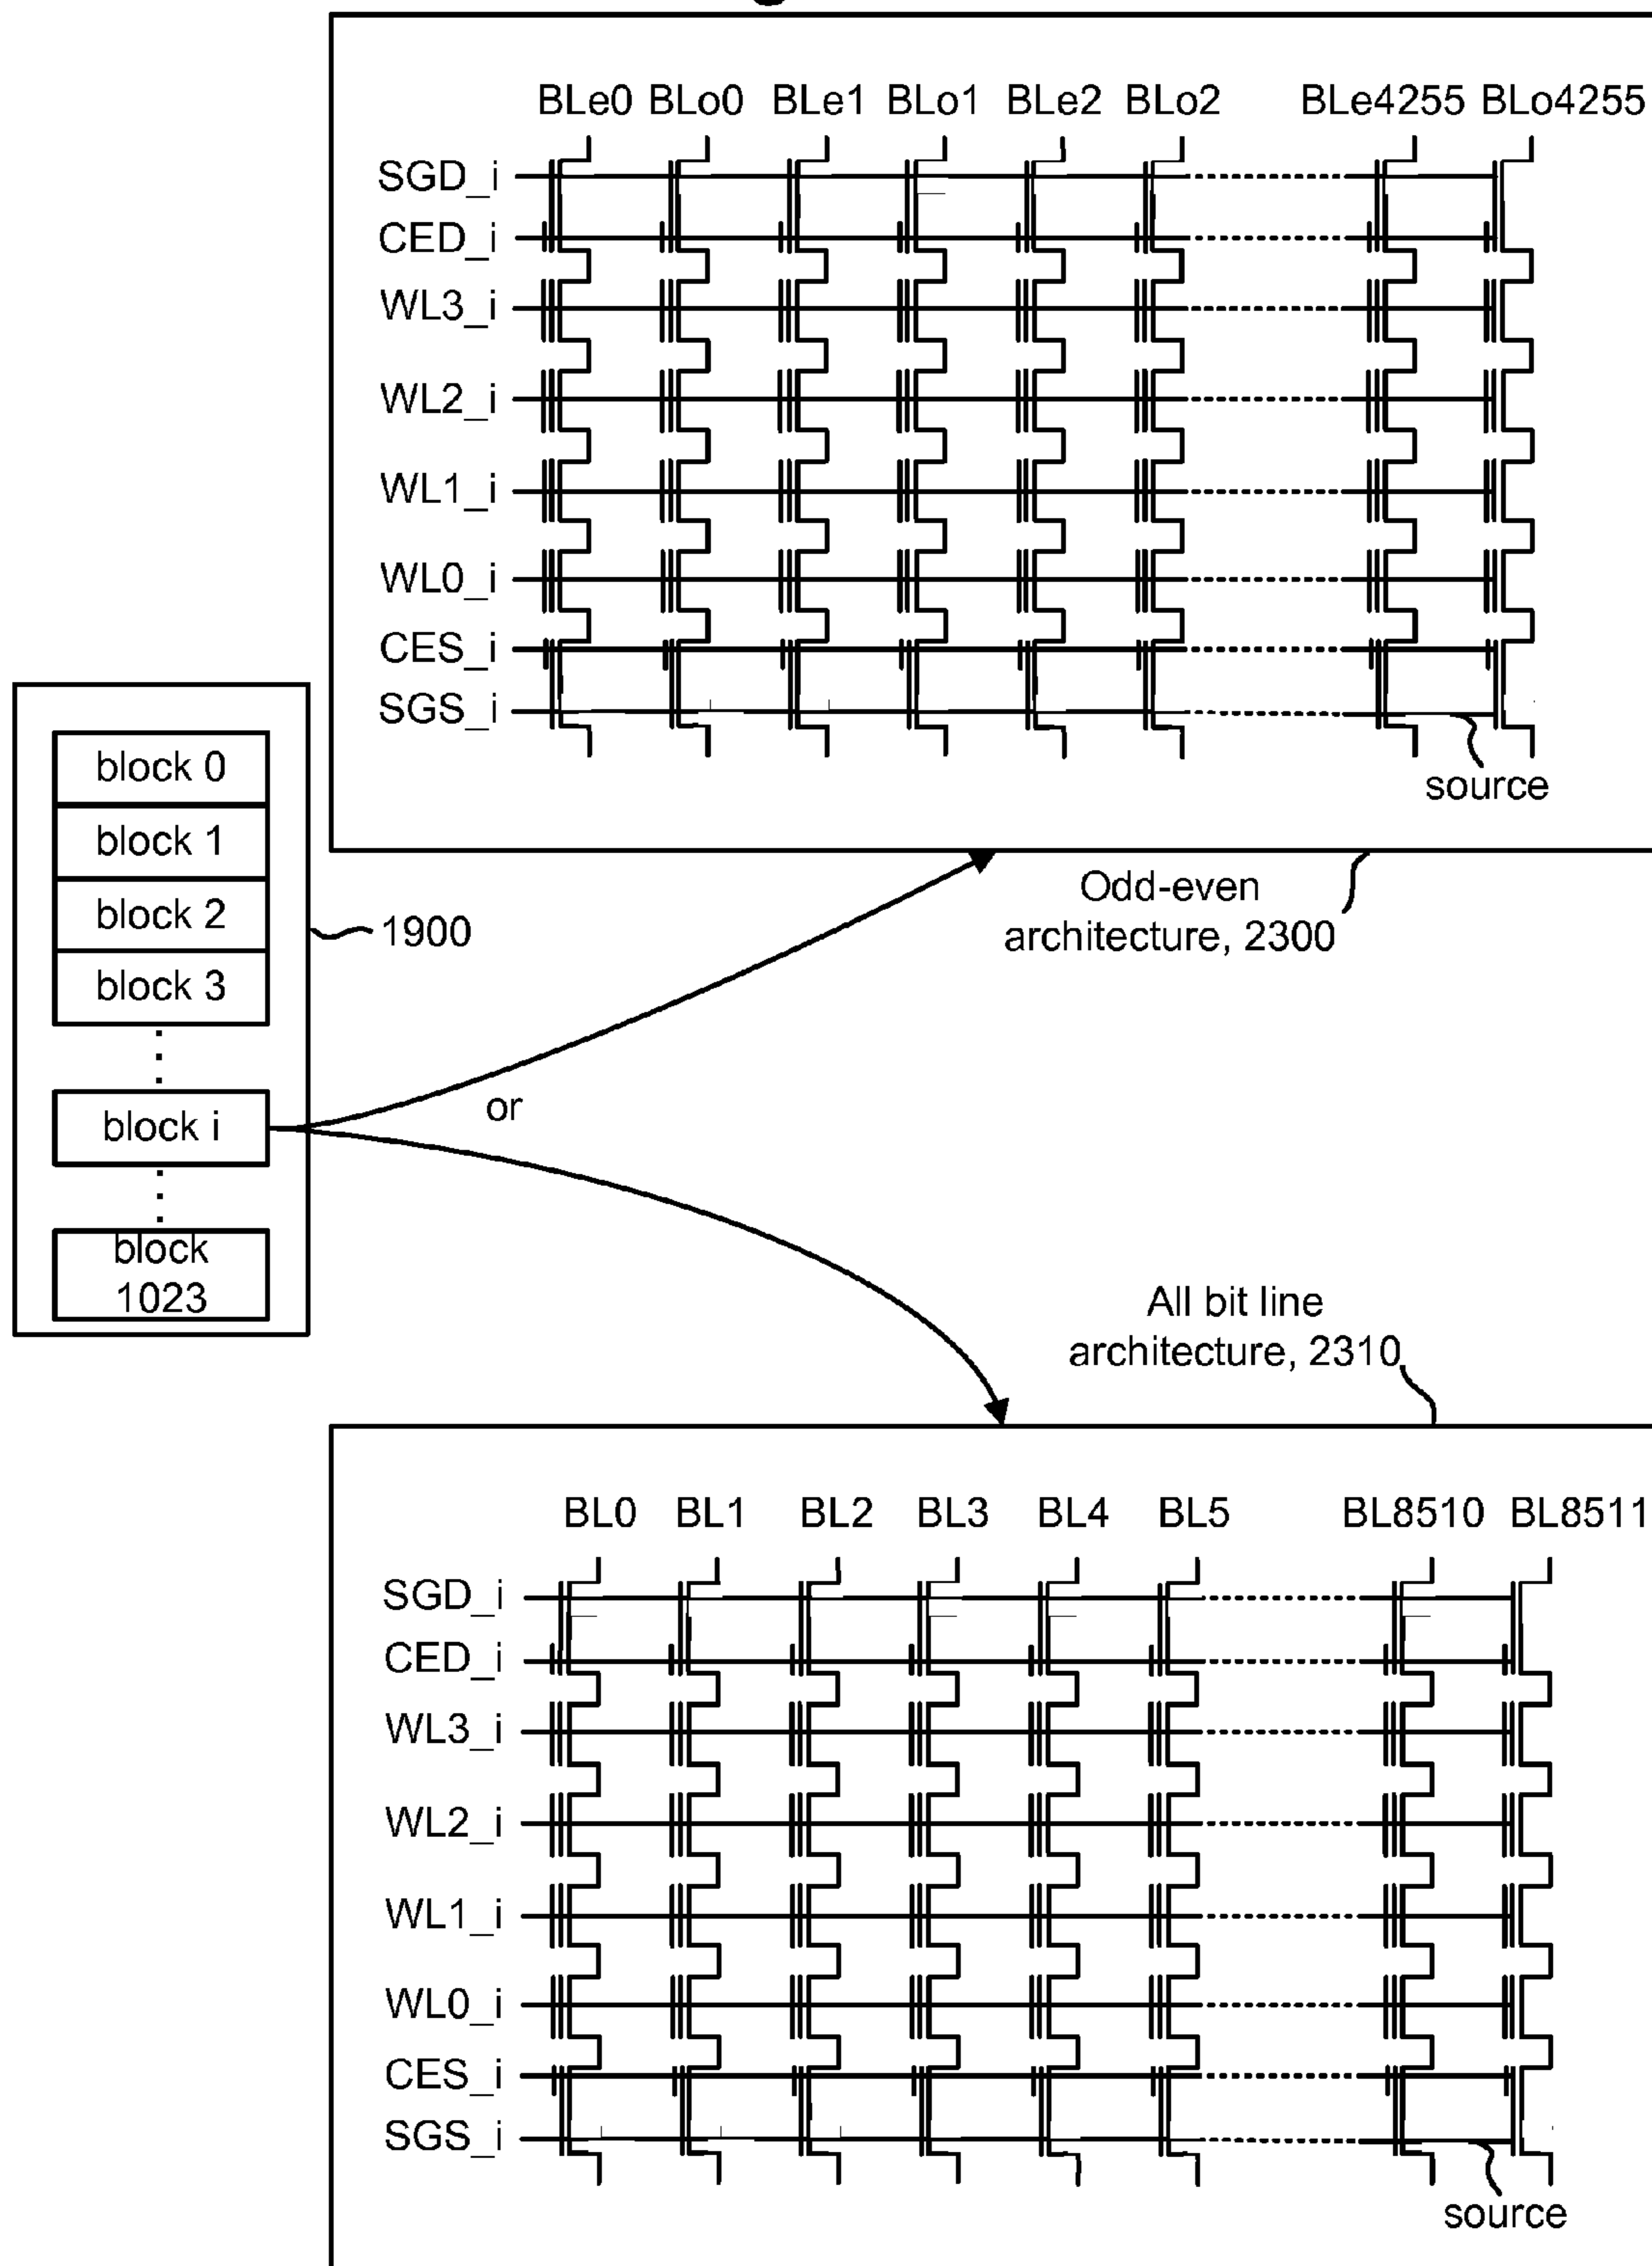 BLe0 BLo0 BLe1 BLo1 BLe2 BLo2 BLe4255 BLo4255
SGD_i
CED_i
WL3_i
WL2_i
WL1_i
WL0_i
CES_i
SGS_i
source
block 0
block 1
block 2
block 3
block i
block
1023
1900
Odd-even
architecture, 2300
or
All bit line
architecture, 2310
BL0 BL1 BL2 BL3 BL4 BL5 BL8510 BL8511
SGD_i
CED_i
WL3_i
WL2_i
WL1_i
WL0_i
CES_i
SGS_i
source